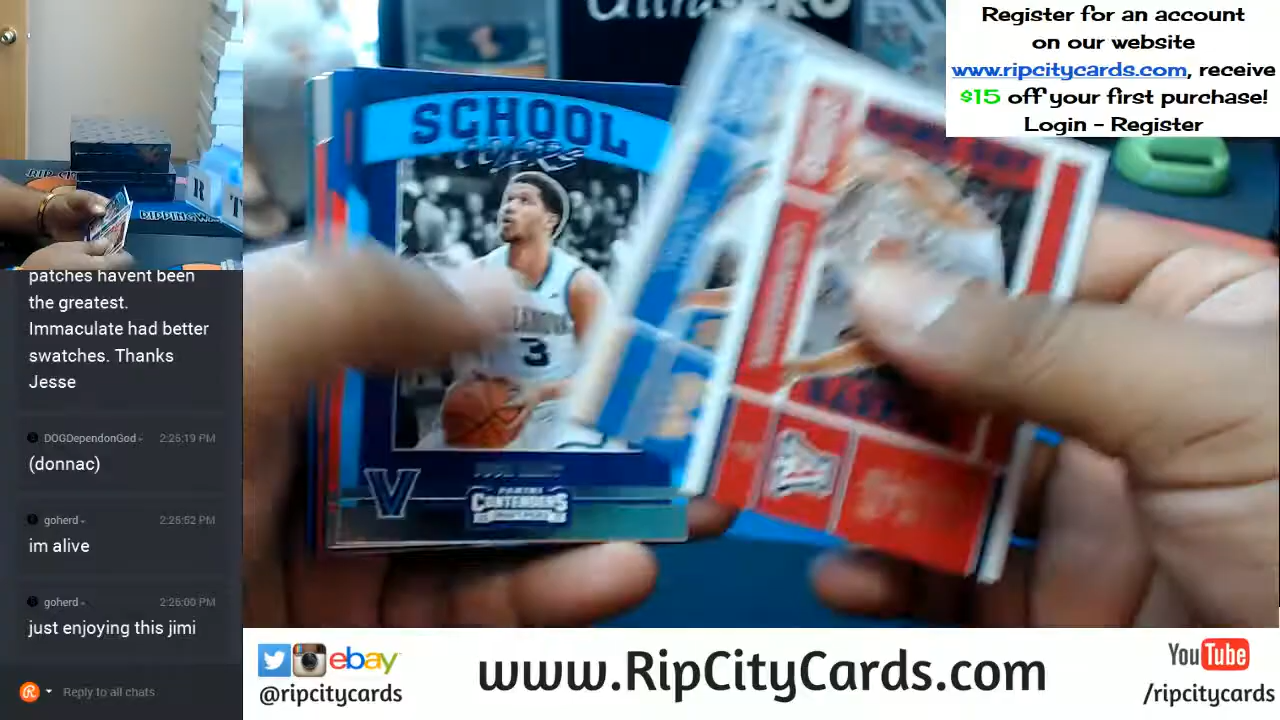 Register for an account
on our website
www.ripcitycards.com, receive
$15 off your first purchase!
Login - Register
SCHOOL
3
V
PANINI
CONTENDERS
patches havent been
the greatest.
Immaculate had better
swatches. Thanks
Jesse
DOGDependonGod 2:25:19 PM
(donnac)
goherd 2:25:52 PM
im alive
goherd 2:26:00 PM
just enjoying this jimi
Reply to all chats
ebay
@ripcitycards
www.RipCityCards.com
YouTube
/ripcitycards